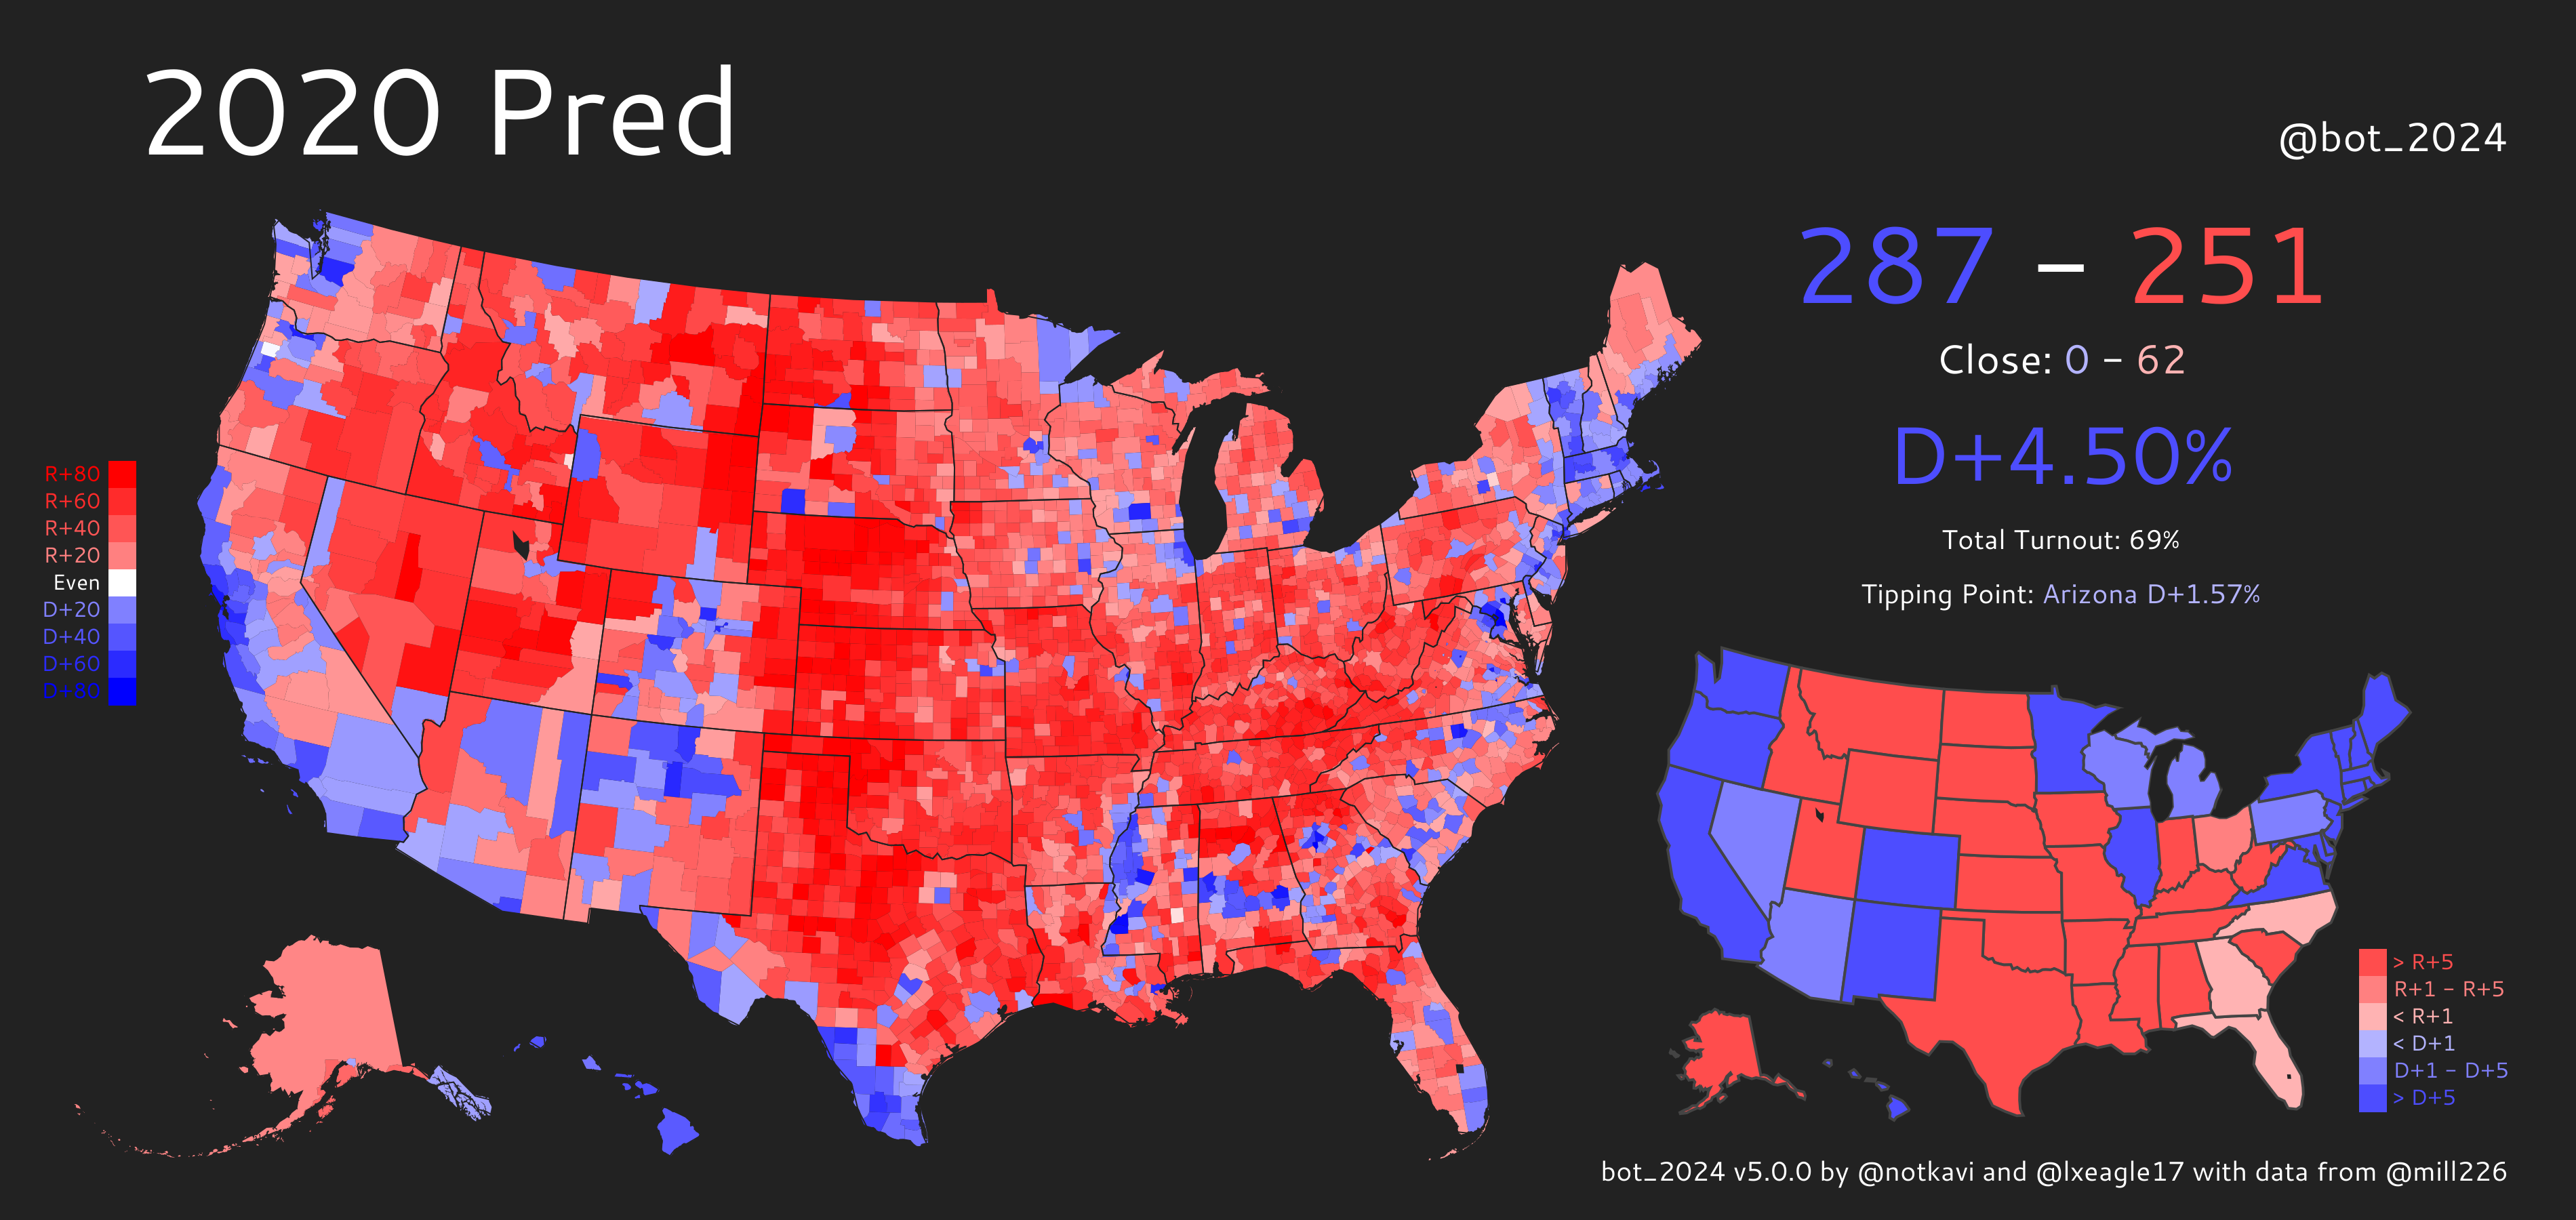 2020 Pred
@bot_2024
287 – 251
Close: 0 – 62
D+4.50%
Total Turnout: 69%
Tipping Point: Arizona D+1.57%
R+80
R+60
R+40
R+20
Even
D+20
D+40
D+60
D+80
> R+5
R+1 – R+5
< R+1
< D+1
D+1 – D+5
> D+5
bot_2024 v5.0.0 by @notkavi and @lxeagle17 with data from @mill226